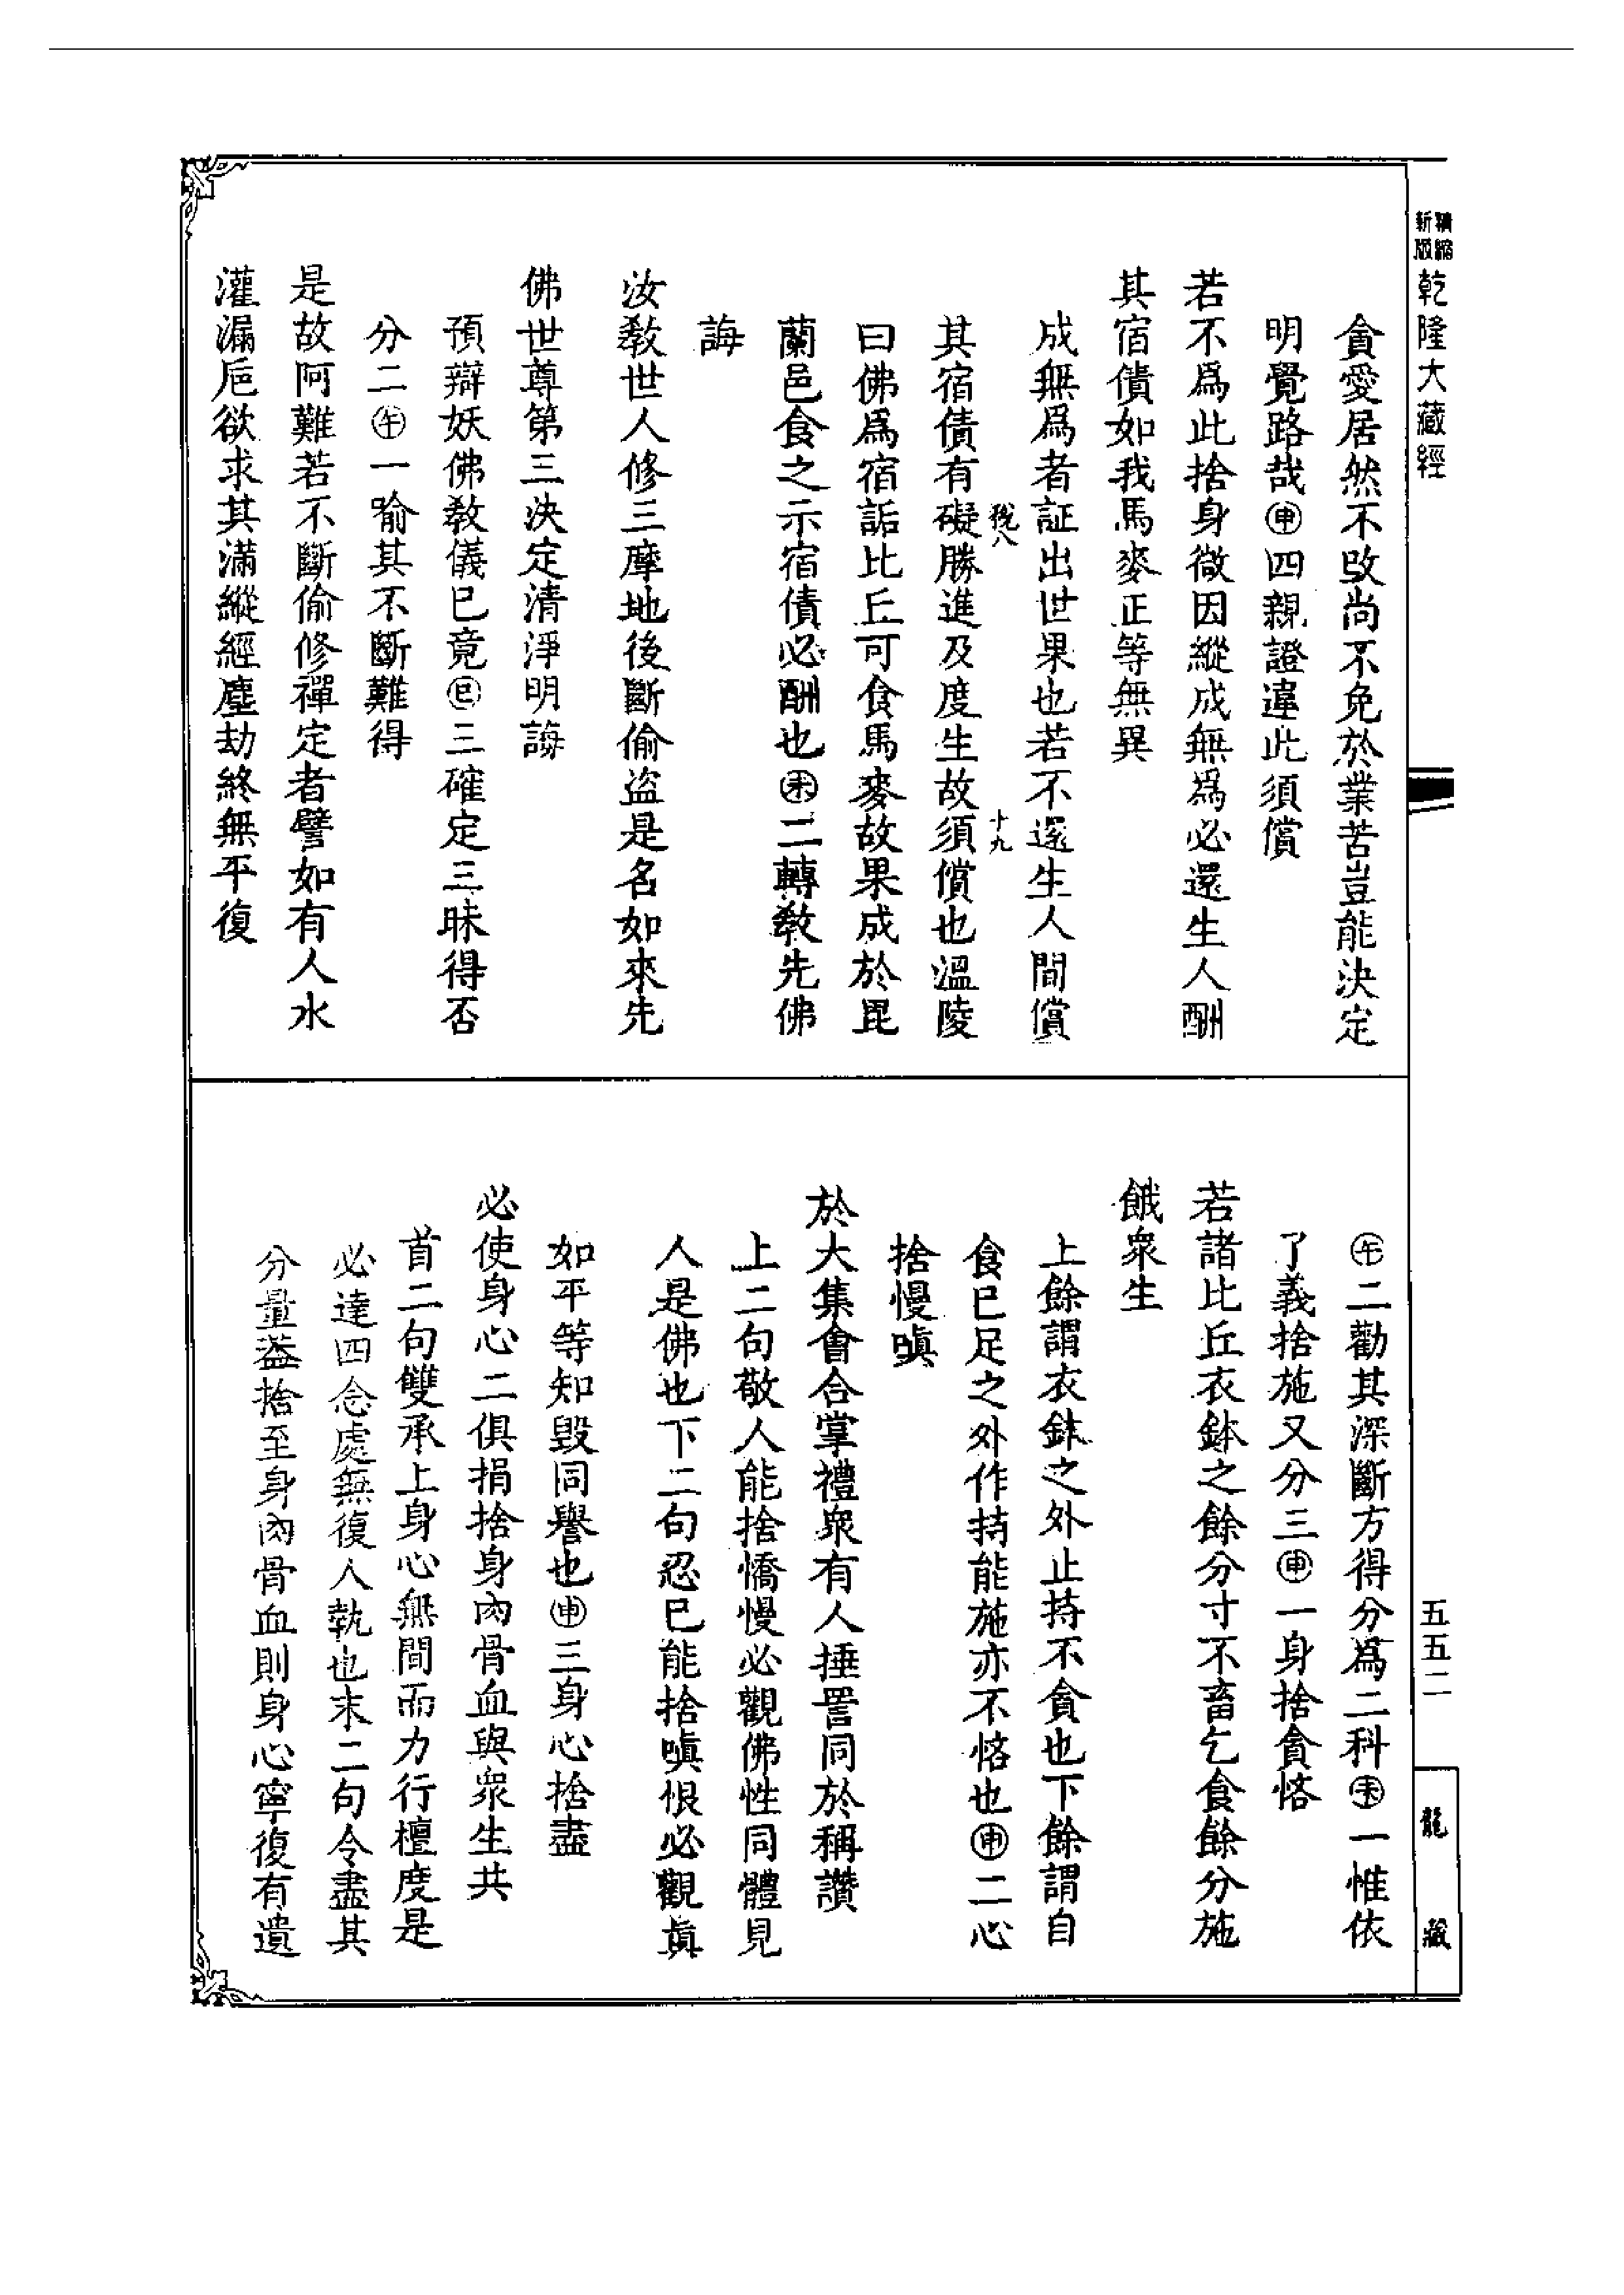 精縮
新版
乾隆大藏經
貪愛居然不改尚不免於業苦豈能決定
明覺路哉㊥四親證違此須償
若不爲此捨身微因縱成無爲必還生人酬
其宿債如我馬麥正等無異
成無爲者証出世果也若不還生人間償
其宿債有礙勝進及度生故須償也溫陵
十九
曰佛爲宿詬比丘可食馬麥故果成於毘
蘭邑食之示宿債必酬也(未)二轉教先佛
誨
汝教世人修三摩地後斷偷盜是名如來先
佛世尊第三決定清淨明誨
預辯妖佛教儀已竟(巳)三確定三昧得否
分二(午)一喻其不斷難得
是故阿難若不斷偷修禪定者譬如有人水
灌漏巵欲求其滿縱經塵劫終無平復
(午)二勸其深斷方得分爲二科(未)一惟依
了義捨施又分三(申)一身捨貪悋
若諸比丘衣鉢之餘分寸不畜乞食餘分施
餓衆生
上餘謂衣鉢之外止持不貪也下餘謂自
食已足之外作持能施亦不悋也(申)二心
捨慢嗔
於大集會合掌禮衆有人捶詈同於稱讚
上二句敬人能捨憍慢必觀佛性同體見
人是佛也下二句忍已能捨嗔恨必觀眞
如平等知毀同譽也(申)三身心捨盡
必使身心二俱捐捨身肉骨血與衆生共
首二句雙承上身心無間而力行檀度是
必達四念處無復人執也末二句令盡其
分量葢捨至身肉骨血則身心寧復有遺
五五二
龍藏